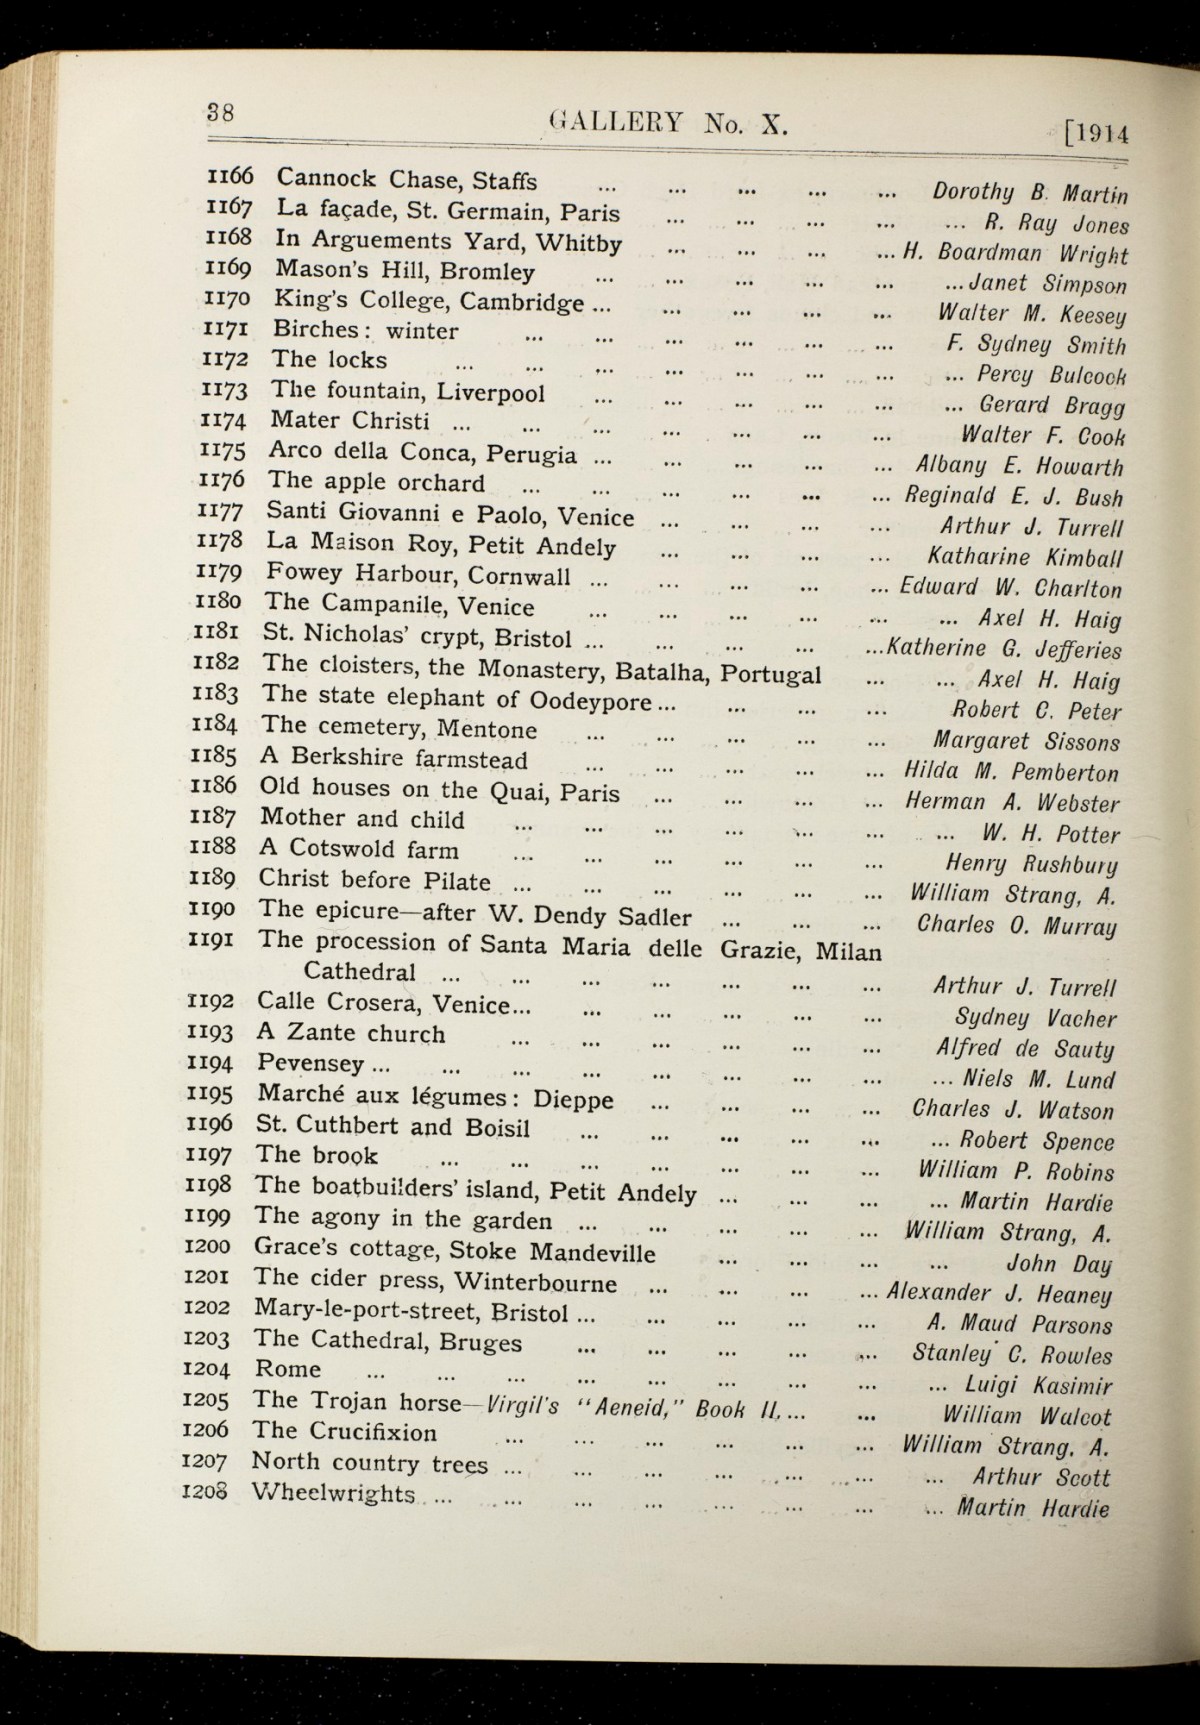 38 GALLERY No. X. [1914
1166 Cannock Chase, Staffs ... ... ... ... ... Dorothy B. Martin
1167 La façade, St. Germain, Paris ... ... ... ... ... R. Ray Jones
1168 In Arguements Yard, Whitby ... ... ... ... H. Boardman Wright
1169 Mason's Hill, Bromley ... ... ... ... ... ... Janet Simpson
1170 King's College, Cambridge ... ... ... ... ... Walter M. Keesey
1171 Birches: winter ... ... ... ... ... ... F. Sydney Smith
1172 The locks ... ... ... ... ... ... ... ... Percy Bulcock
1173 The fountain, Liverpool ... ... ... ... ... ... Gerard Bragg
1174 Mater Christi ... ... ... ... ... ... ... Walter F. Cook
1175 Arco della Conca, Perugia ... ... ... ... ... Albany E. Howarth
1176 The apple orchard ... ... ... ... ... ... Reginald E. J. Bush
1177 Santi Giovanni e Paolo, Venice ... ... ... ... Arthur J. Turrell
1178 La Maison Roy, Petit Andely ... ... ... ... Katharine Kimball
1179 Fowey Harbour, Cornwall ... ... ... ... ... Edward W. Charlton
1180 The Campanile, Venice ... ... ... ... ... ... Axel H. Haig
1181 St. Nicholas' crypt, Bristol ... ... ... ... ... Katherine G. Jefferies
1182 The cloisters, the Monastery, Batalha, Portugal ... ... Axel H. Haig
1183 The state elephant of Oodeypore ... ... ... ... Robert C. Peter
1184 The cemetery, Mentone ... ... ... ... ... Margaret Sissons
1185 A Berkshire farmstead ... ... ... ... ... Hilda M. Pemberton
1186 Old houses on the Quai, Paris ... ... ... ... Herman A. Webster
1187 Mother and child ... ... ... ... ... ... ... W. H. Potter
1188 A Cotswold farm ... ... ... ... ... ... Henry Rushbury
1189 Christ before Pilate ... ... ... ... ... ... William Strang, A.
1190 The epicure—after W. Dendy Sadler ... ... ... Charles O. Murray
1191 The procession of Santa Maria delle Grazie, Milan
Cathedral ... ... ... ... ... ... ... Arthur J. Turrell
1192 Calle Crosera, Venice... ... ... ... ... ... Sydney Vacher
1193 A Zante church ... ... ... ... ... ... Alfred de Sauty
1194 Pevensey ... ... ... ... ... ... ... ... ... Niels M. Lund
1195 Marché aux légumes: Dieppe ... ... ... ... Charles J. Watson
1196 St. Cuthbert and Boisil ... ... ... ... ... ... Robert Spence
1197 The brook ... ... ... ... ... ... ... William P. Robins
1198 The boatbuilders' island, Petit Andely ... ... ... ... Martin Hardie
1199 The agony in the garden ... ... ... ... ... William Strang, A.
1200 Grace's cottage, Stoke Mandeville ... ... ... ... John Day
1201 The cider press, Winterbourne ... ... ... ... Alexander J. Heaney
1202 Mary-le-port-street, Bristol ... ... ... ... ... A. Maud Parsons
1203 The Cathedral, Bruges ... ... ... ... ... Stanley C. Rowles
1204 Rome ... ... ... ... ... ... ... ... ... Luigi Kasimir
1205 The Trojan horse—Virgil's "Aeneid," Book II. ... ... William Walcot
1206 The Crucifixion ... ... ... ... ... ... William Strang, A.
1207 North country trees ... ... ... ... ... ... ... Arthur Scott
1208 Wheelwrights ... ... ... ... ... ... ... ... Martin Hardie